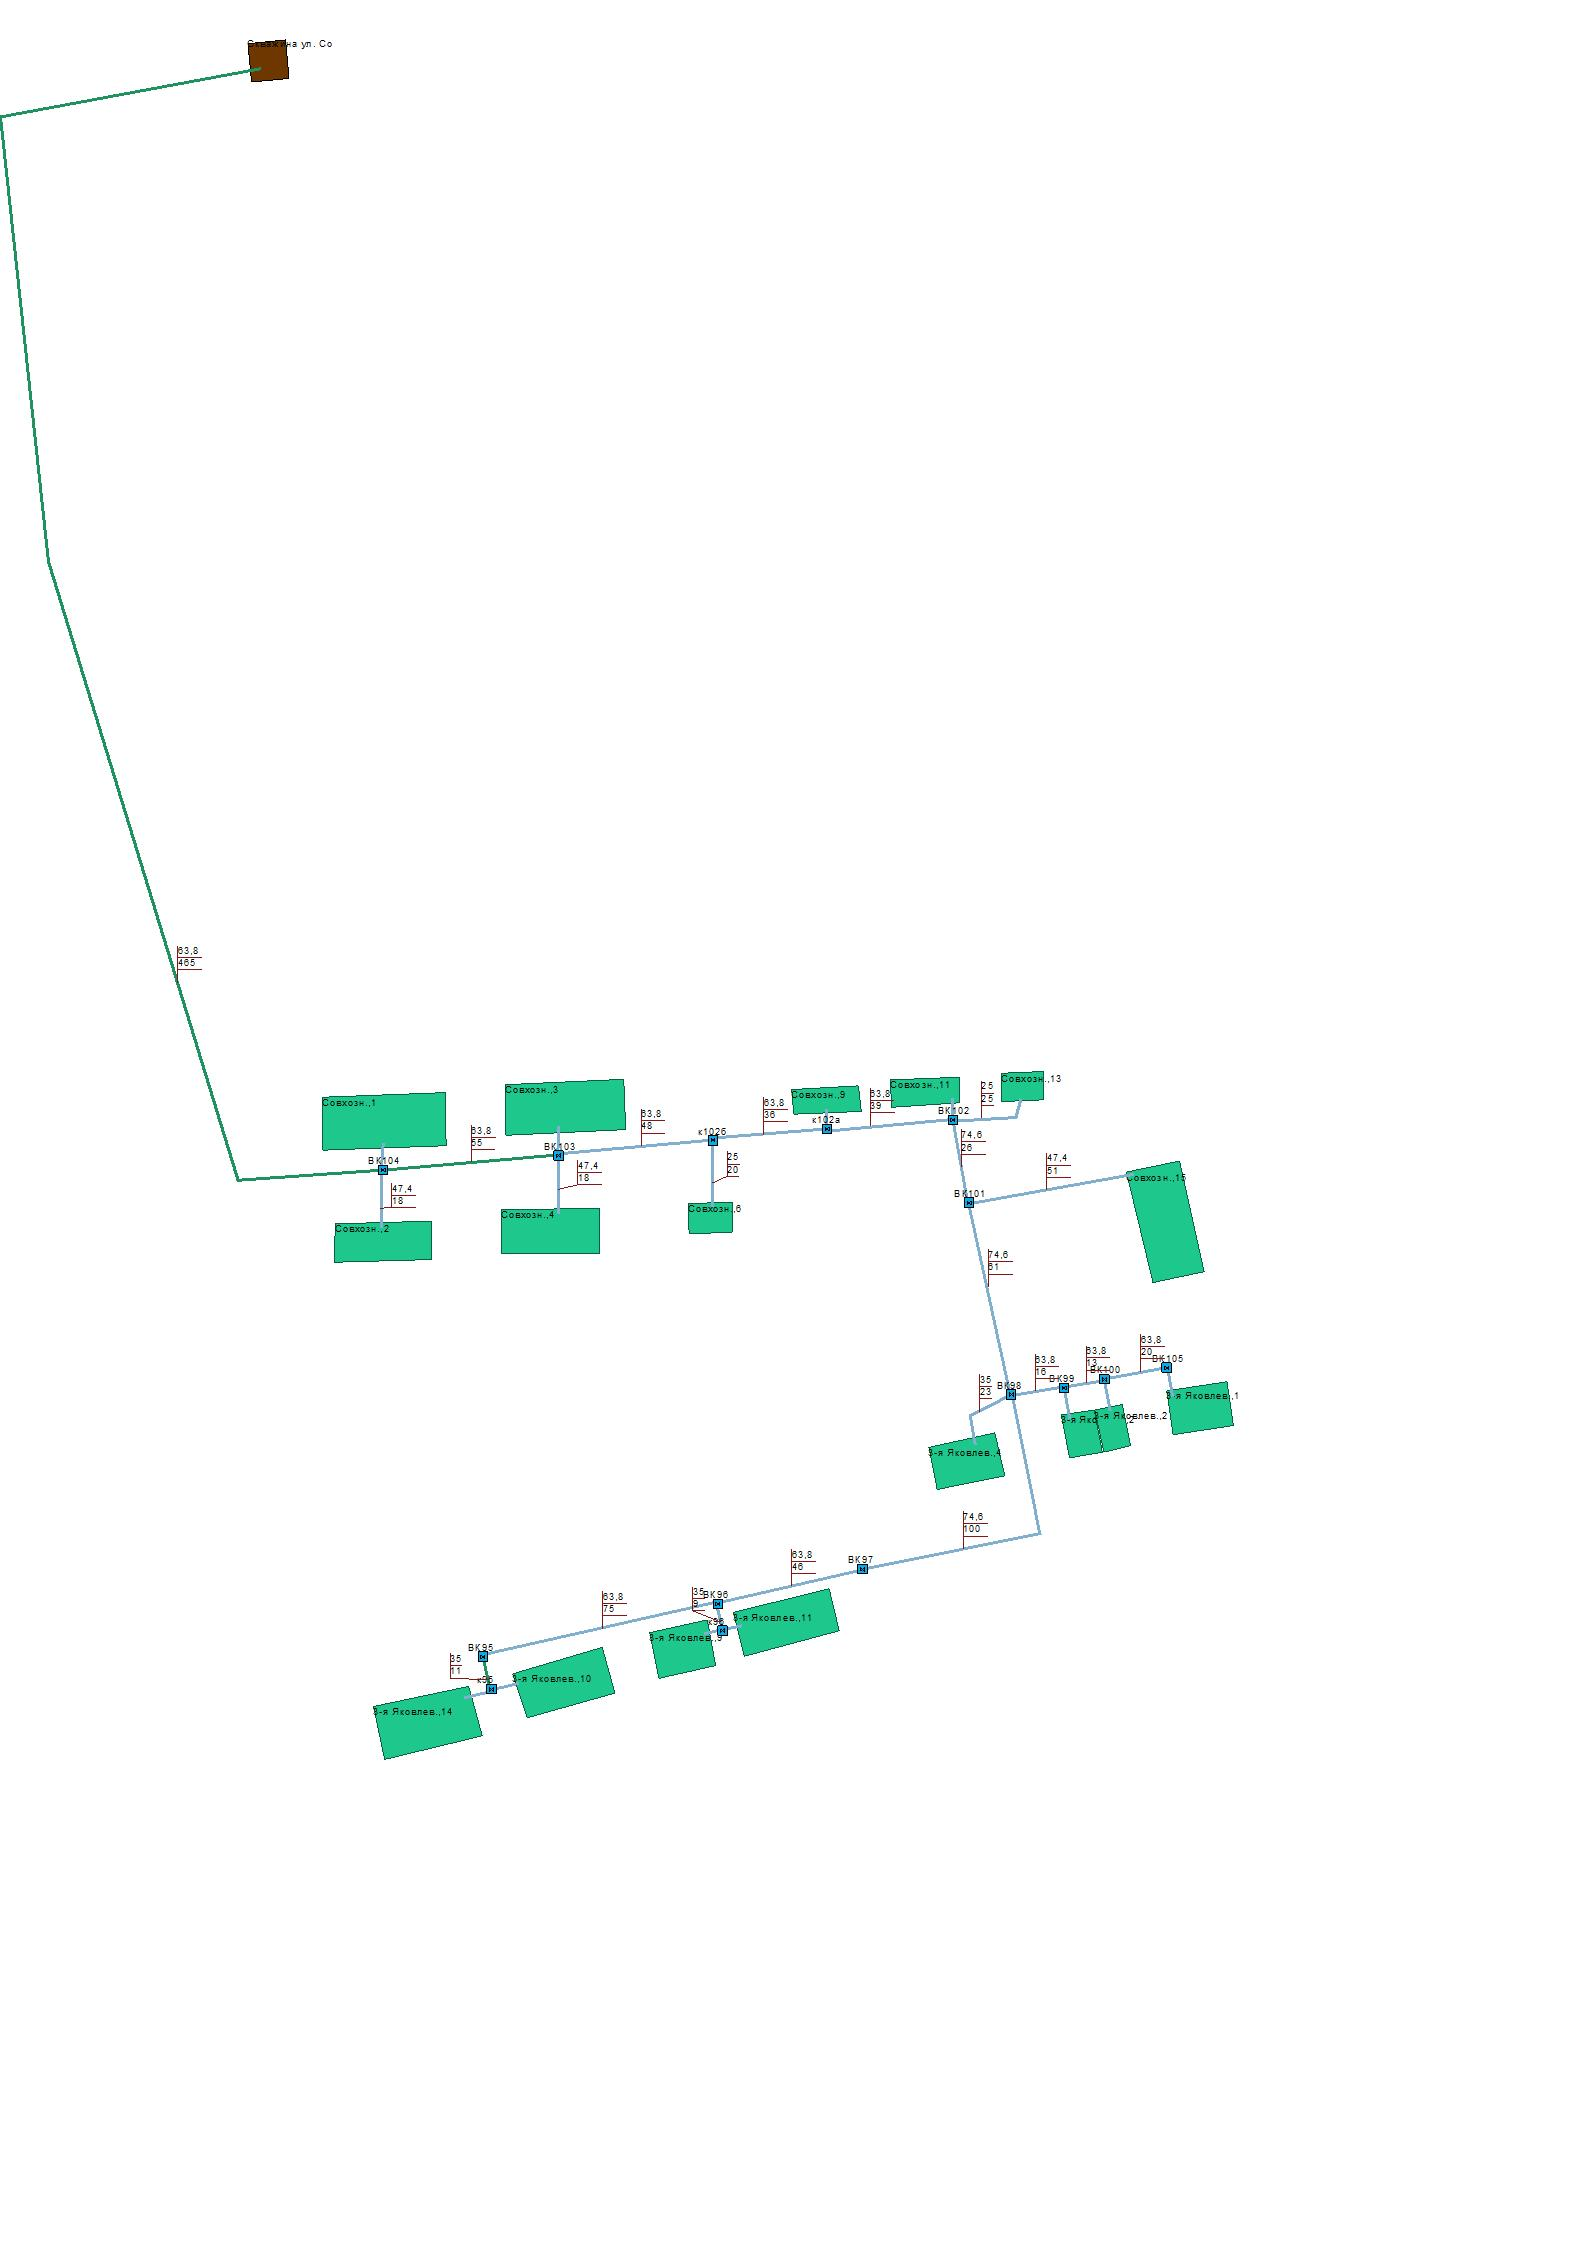 Скважина ул. Со
63,8
465
Совхозн.,1
Совхозн.,3
Совхозн.,9
Совхозн.,11
Совхозн.,13
63,8
55
63,8
48
63,8
36
63,8
39
25
25
ВК104
ВК103
к102б
к102а
ВК102
74,6
26
47,4
18
47,4
18
25
20
47,4
51
Совхозн.,2
Совхозн.,4
Совхозн.,6
ВК101
Совхозн.,15
74,6
61
63,8
16
63,8
13
63,8
20
ВК105
ВК100
ВК99
ВК98
35
23
3-я Яковлев.,1
3-я Яковлев.,2
3-я Яковлев.,4
74,6
100
ВК97
63,8
46
63,8
75
35
9
ВК96
к96
3-я Яковлев.,11
3-я Яковлев.,9
ВК95
35
11
к95
3-я Яковлев.,10
3-я Яковлев.,14